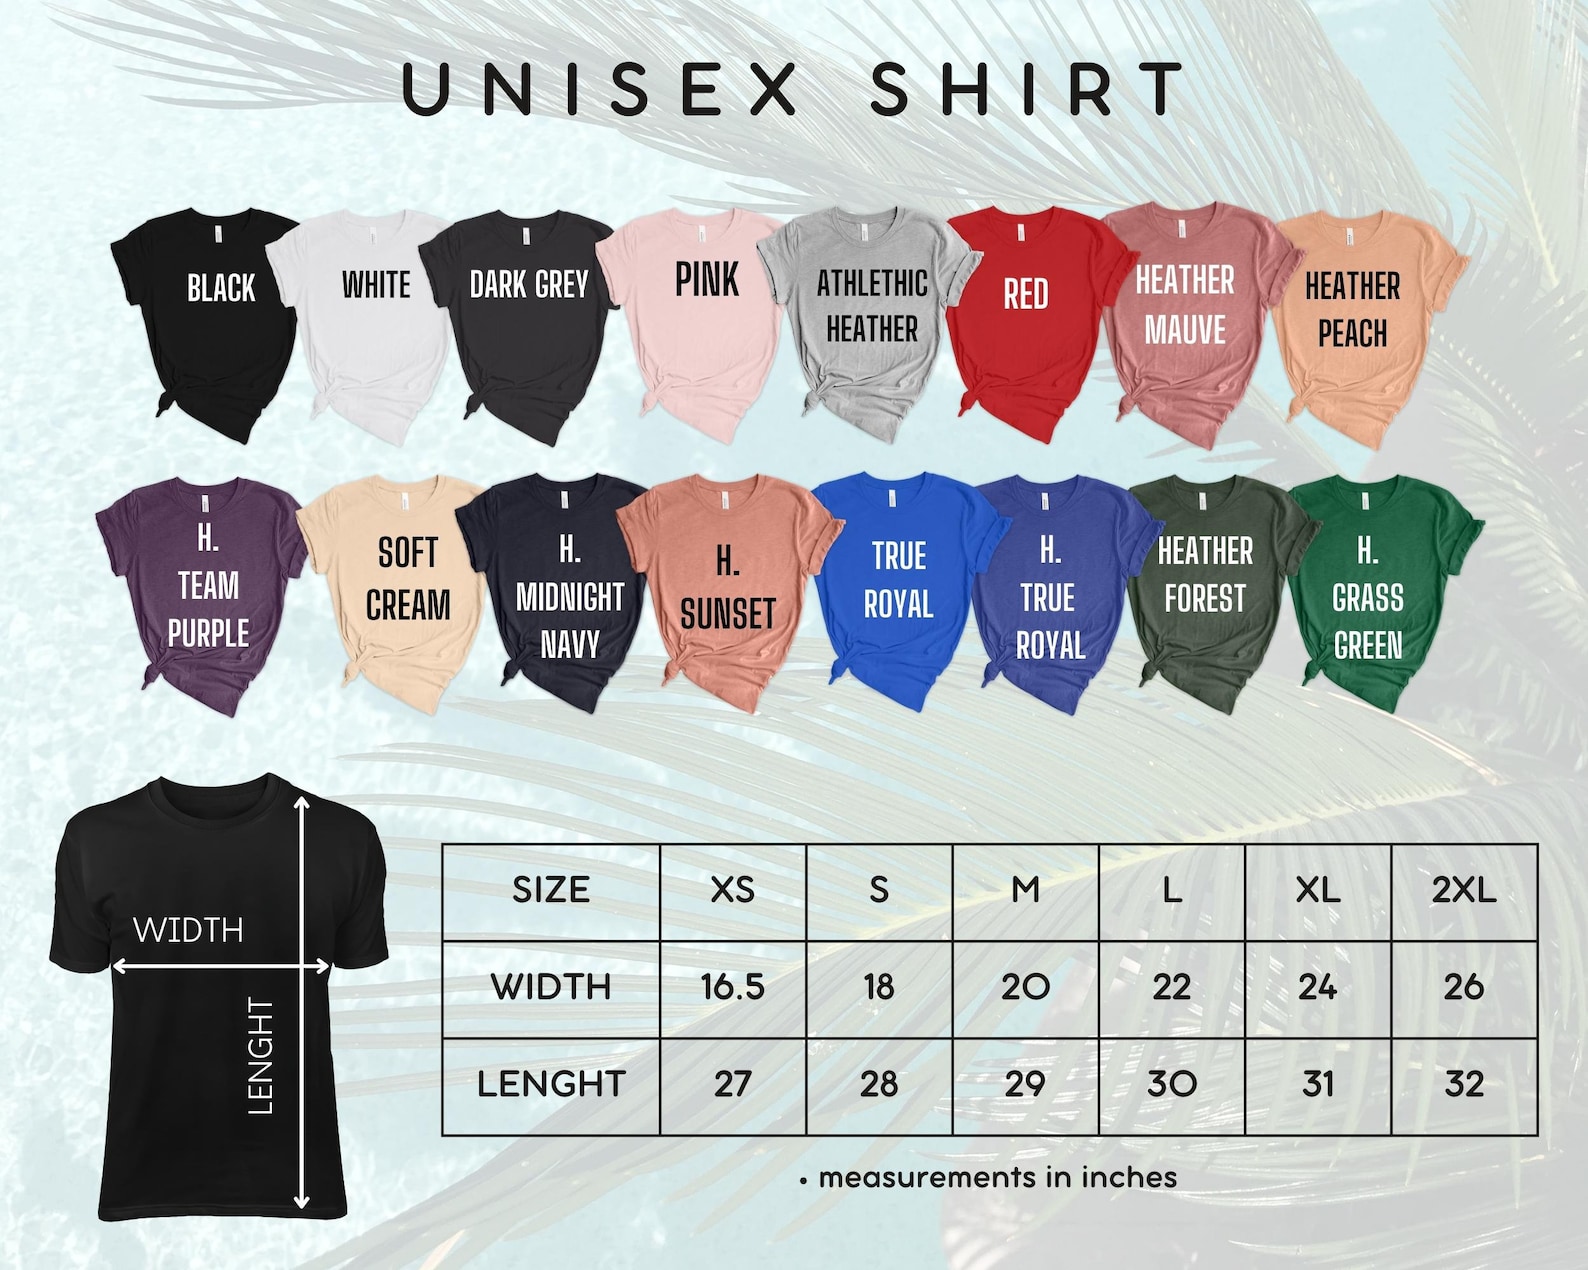 UNISEX SHIRT
BLACK
WHITE
DARK GREY
PINK
ATHLETHIC
HEATHER
RED
HEATHER
MAUVE
HEATHER
PEACH
H.
TEAM
PURPLE
SOFT
CREAM
H.
MIDNIGHT
NAVY
H.
SUNSET
TRUE
ROYAL
H.
TRUE
ROYAL
HEATHER
FOREST
H.
GRASS
GREEN
WIDTH
LENGHT
SIZE XS S M L XL 2XL
WIDTH 16.5 18 20 22 24 26
LENGHT 27 28 29 30 31 32
• measurements in inches